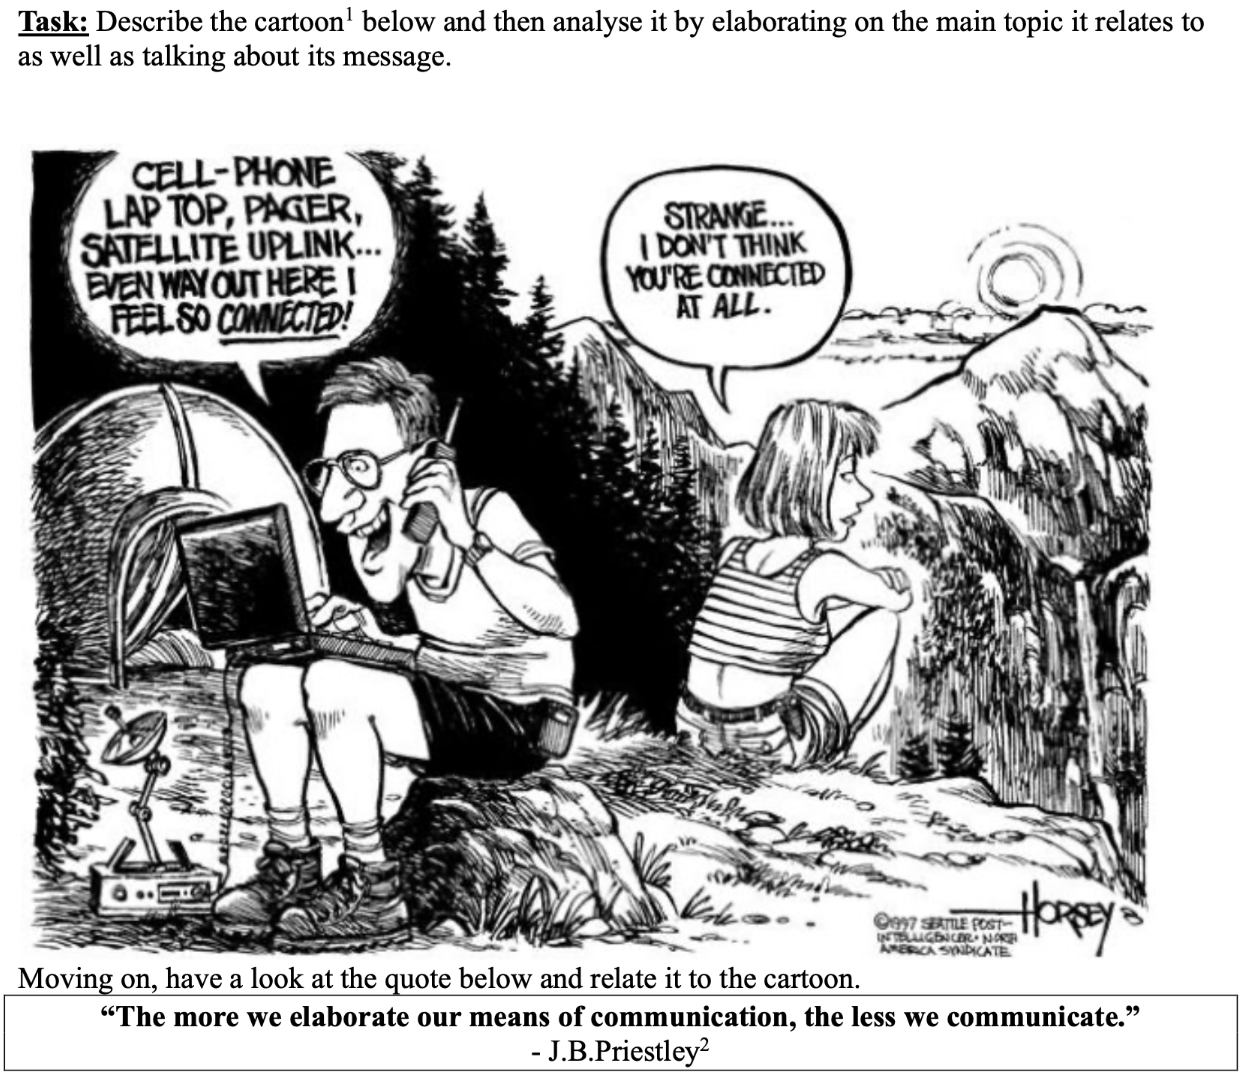 Task: Describe the cartoon¹ below and then analyse it by elaborating on the main topic it relates to
as well as talking about its message.
CELL-PHONE
LAP TOP, PAGER,
SATELLITE UPLINK...
EVEN WAY OUT HERE I
FEEL SO CONNECTED!
STRANGE...
I DON'T THINK
YOU'RE CONNECTED
AT ALL.
HORSEY
©1997 SEATTLE POST-
INTELLIGENCER · NORTH
AMERICA SYNDICATE
Moving on, have a look at the quote below and relate it to the cartoon.
“The more we elaborate our means of communication, the less we communicate.”
- J.B.Priestley²